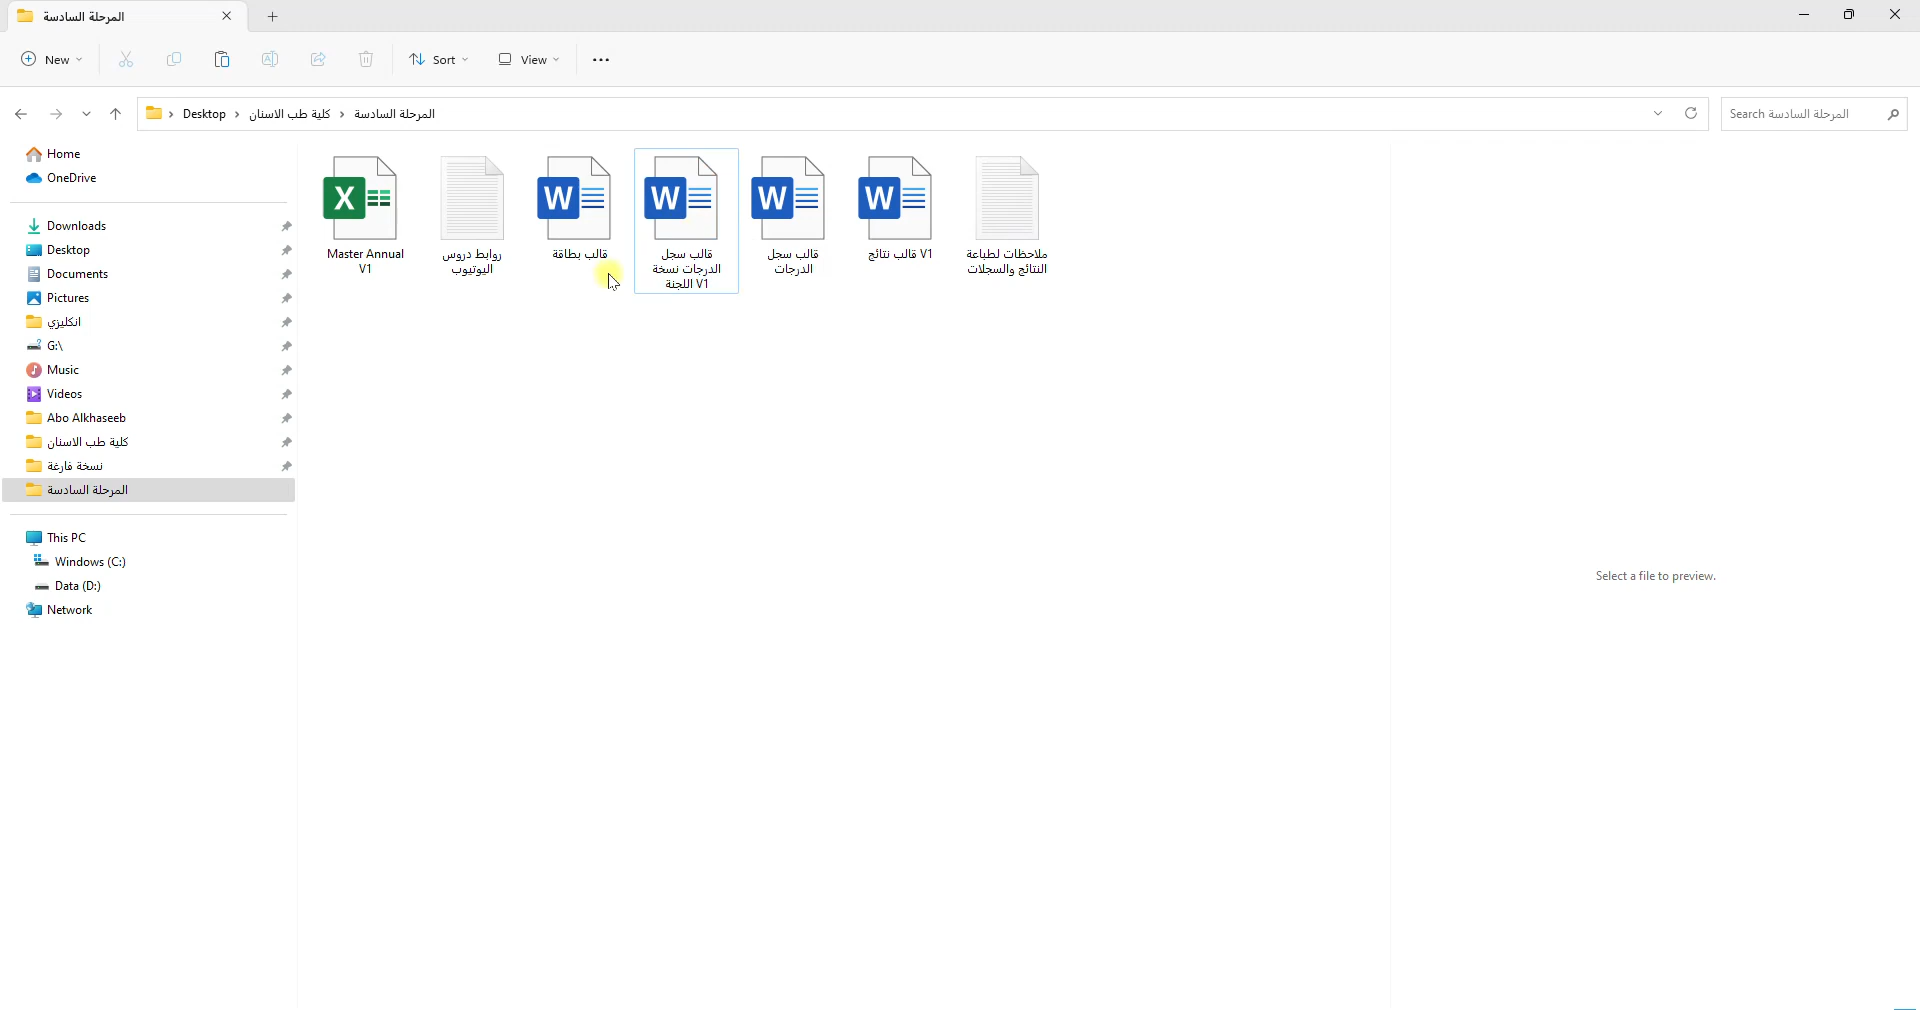 المرحلة السادسة
New
Sort
View
Desktop › كلية طب الاسنان › المرحلة السادسة
Search المرحلة السادسة
Home
OneDrive
Downloads
Desktop
Documents
Pictures
انكليزي
G:\
Music
Videos
Abo Alkhaseeb
كلية طب الاسنان
نسخة فارغة
المرحلة السادسة
This PC
Windows (C:)
Data (D:)
Network
Master Annual
V1
روابط دروس
اليوتيوب
قالب بطاقة
قالب سجل
الدرجات نسخة
اللجنة V1
قالب سجل
الدرجات
قالب نتائج V1
ملاحظات لطباعة
النتائج والسجلات
Select a file to preview.